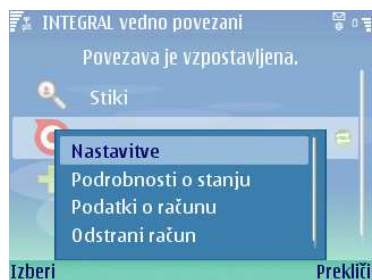 INTEGRAL vedno povezani
Povezava je vzpostavljena.
Stiki
Nastavitve
Podrobnosti o stanju
Podatki o računu
Odstrani račun
Izberi Prekliči